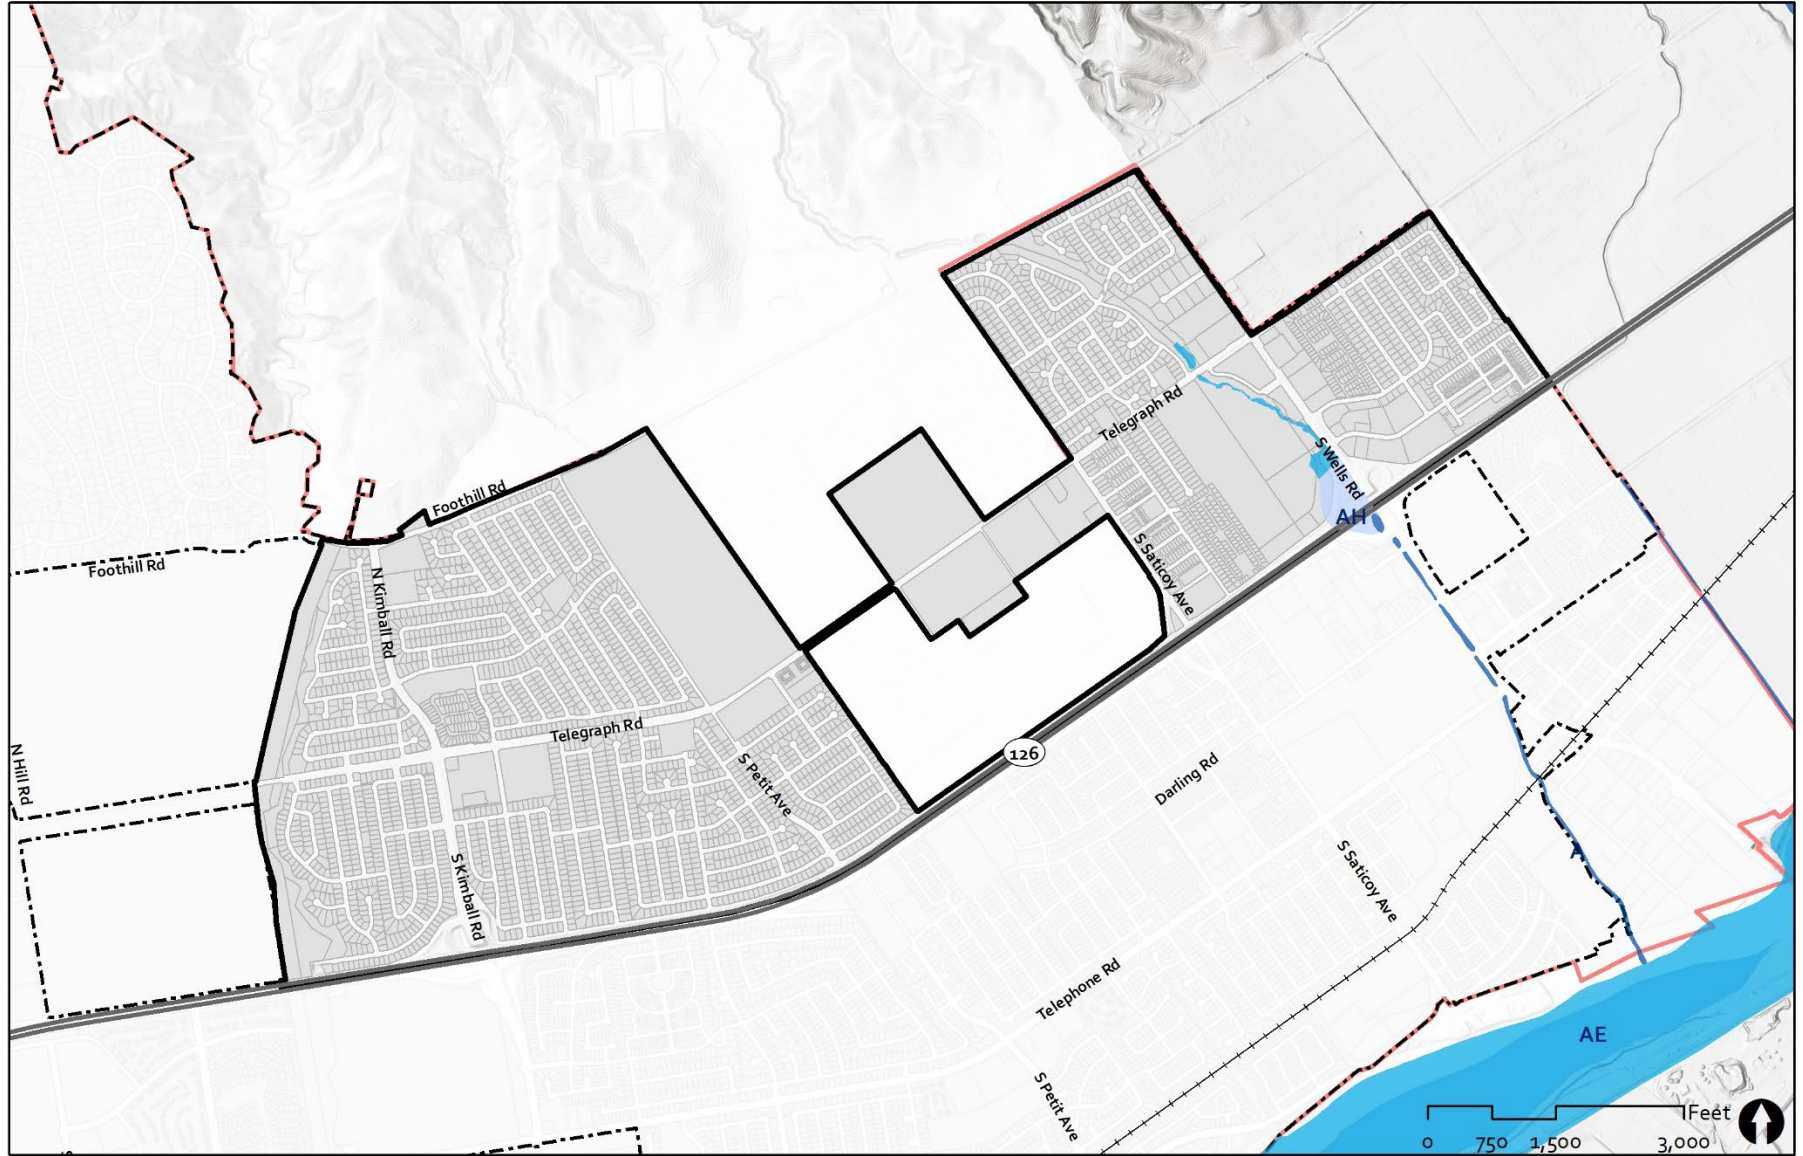 Foothill Rd
Foothill Rd
N Kimball Rd
Telegraph Rd
S Wells Rd
AH
S Saticoy Ave
N Hill Rd
Telegraph Rd
S Petit Ave
126
Darling Rd
S Kimball Rd
S Saticoy Ave
A
Telephone Rd
AE
S Petit Ave
Feet
0 750 1,500 3,000